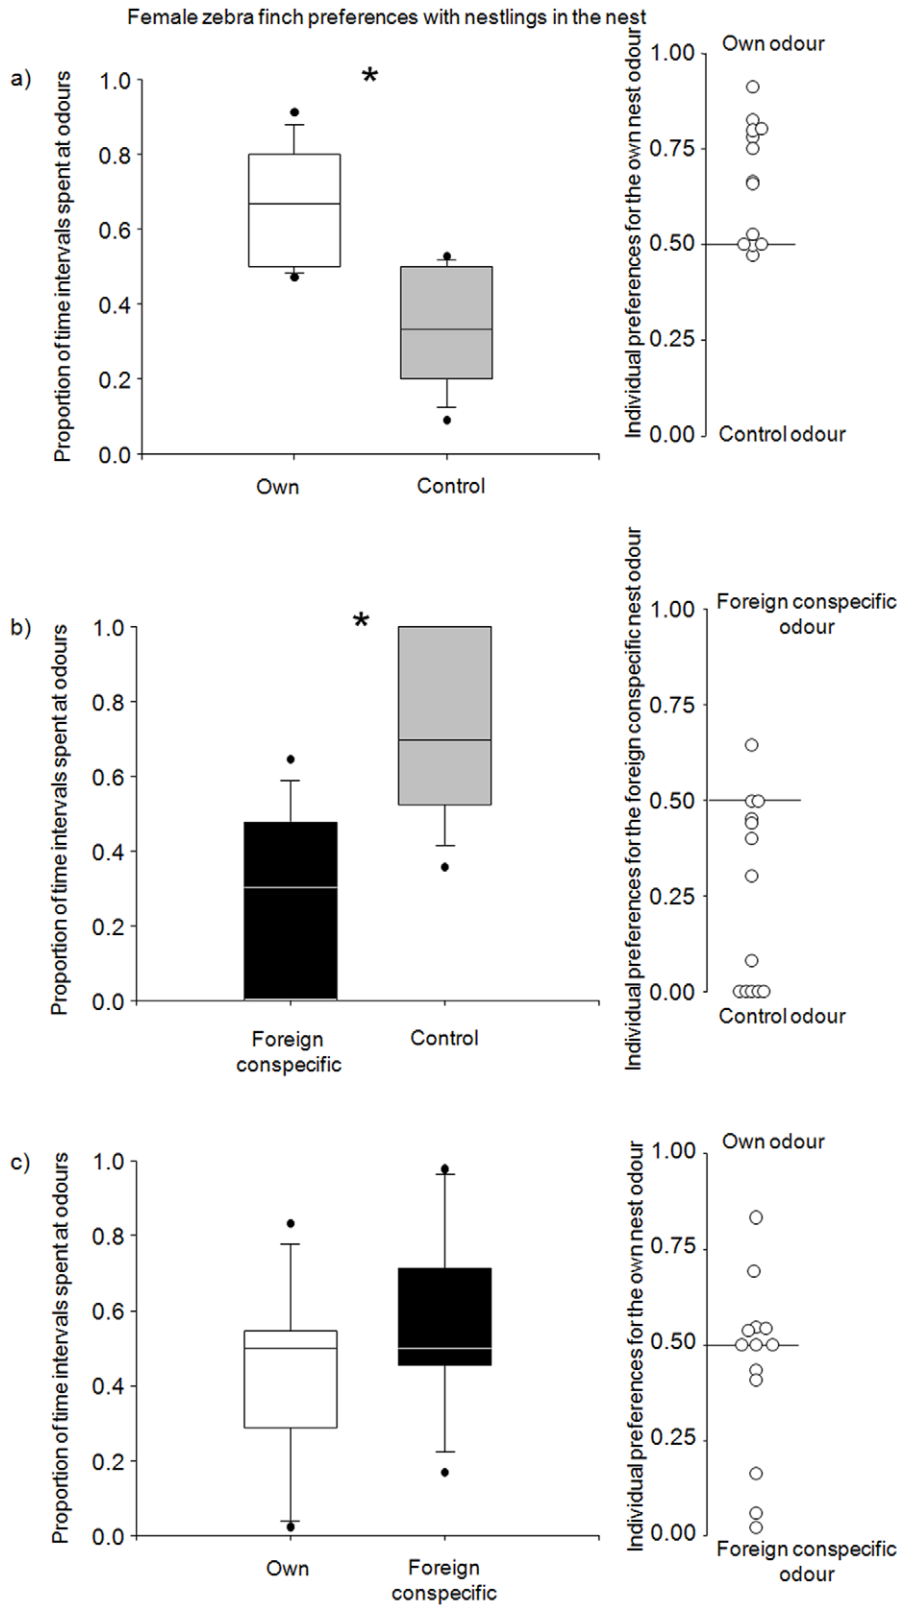 Female zebra finch preferences with nestlings in the nest
a)
Proportion of time intervals spent at odours
1.0
0.8
0.6
0.4
0.2
0.0
*
Own
Control
Individual preferences for the own nest odour
1.00
0.75
0.50
0.25
0.00
Own odour
Control odour
b)
Proportion of time intervals spent at odours
1.0
0.8
0.6
0.4
0.2
0.0
*
Foreign
conspecific
Control
Individual preferences for the foreign conspecific nest odour
1.00
0.75
0.50
0.25
0.00
Foreign conspecific
odour
Control odour
c)
Proportion of time intervals spent at odours
1.0
0.8
0.6
0.4
0.2
0.0
Own
Foreign
conspecific
Individual preferences for the own nest odour
1.00
0.75
0.50
0.25
0.00
Own odour
Foreign conspecific
odour